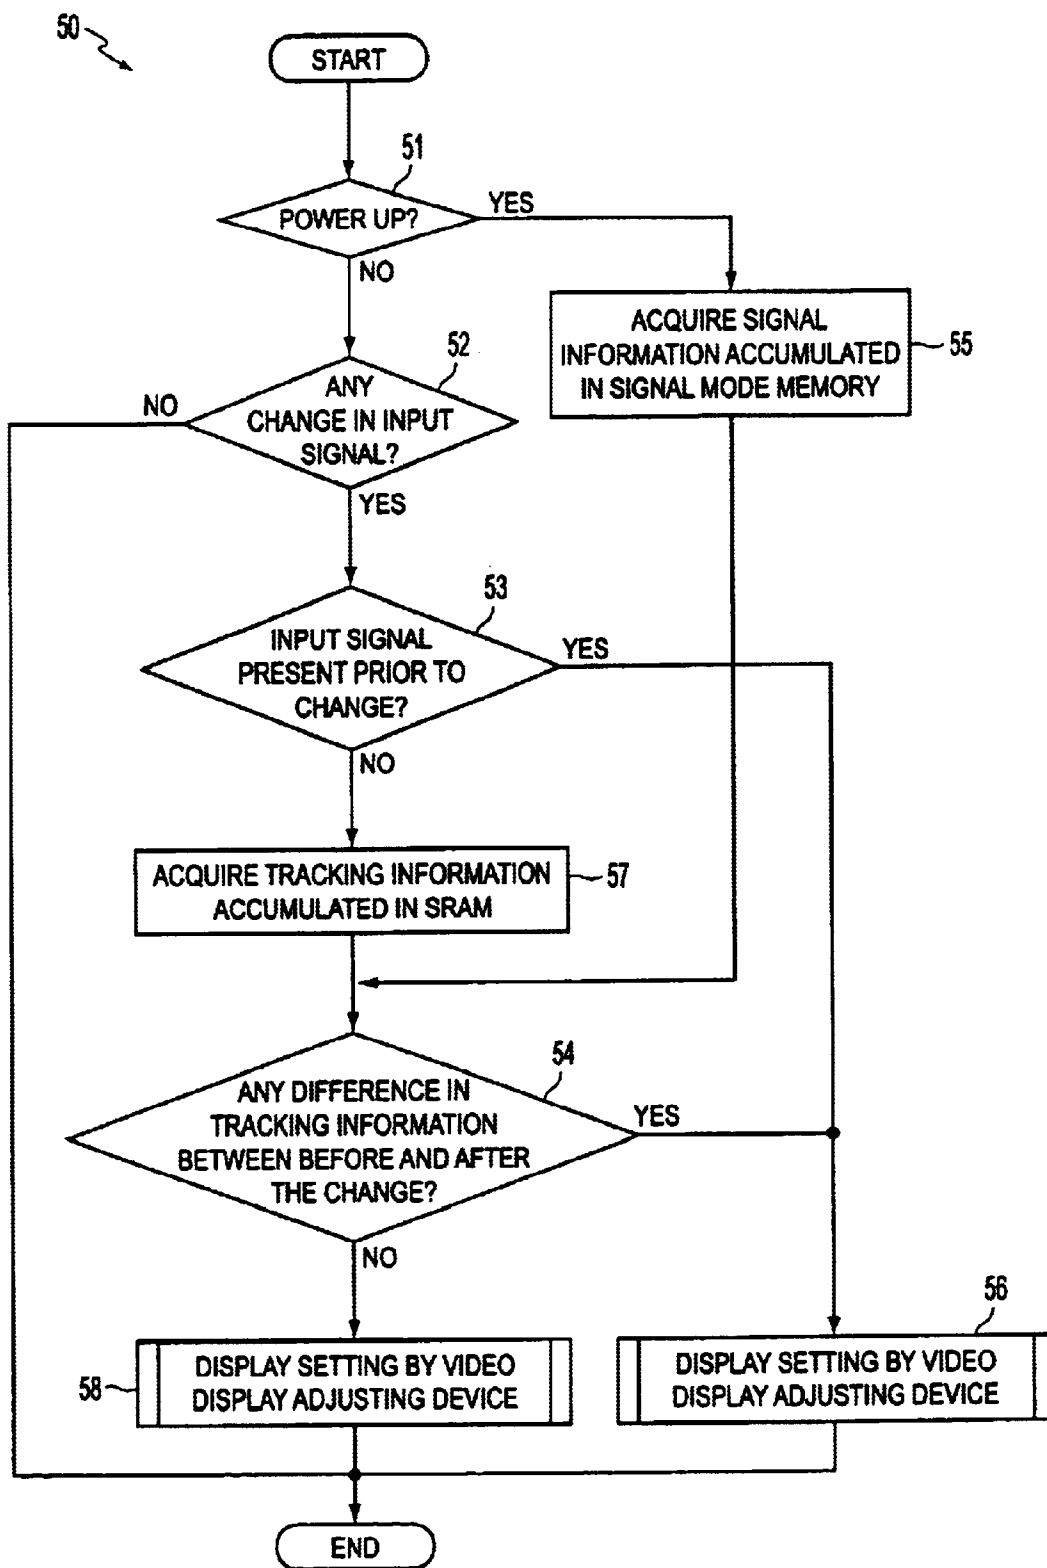 50
START
51
POWER UP?
YES
NO
ACQUIRE SIGNAL
INFORMATION ACCUMULATED
IN SIGNAL MODE MEMORY
55
52
ANY
CHANGE IN INPUT
SIGNAL?
NO
YES
53
INPUT SIGNAL
PRESENT PRIOR TO
CHANGE?
YES
NO
ACQUIRE TRACKING INFORMATION
ACCUMULATED IN SRAM
57
54
ANY DIFFERENCE IN
TRACKING INFORMATION
BETWEEN BEFORE AND AFTER
THE CHANGE?
YES
NO
58
DISPLAY SETTING BY VIDEO
DISPLAY ADJUSTING DEVICE
56
DISPLAY SETTING BY VIDEO
DISPLAY ADJUSTING DEVICE
END